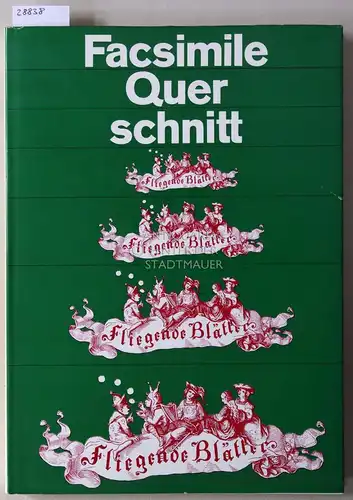 28838
Facsimile
Quer
schnitt
Fliegende Blätter
Fliegende Blätter
STADTMAUER
Fliegende Blätter
Fliegende Blätter